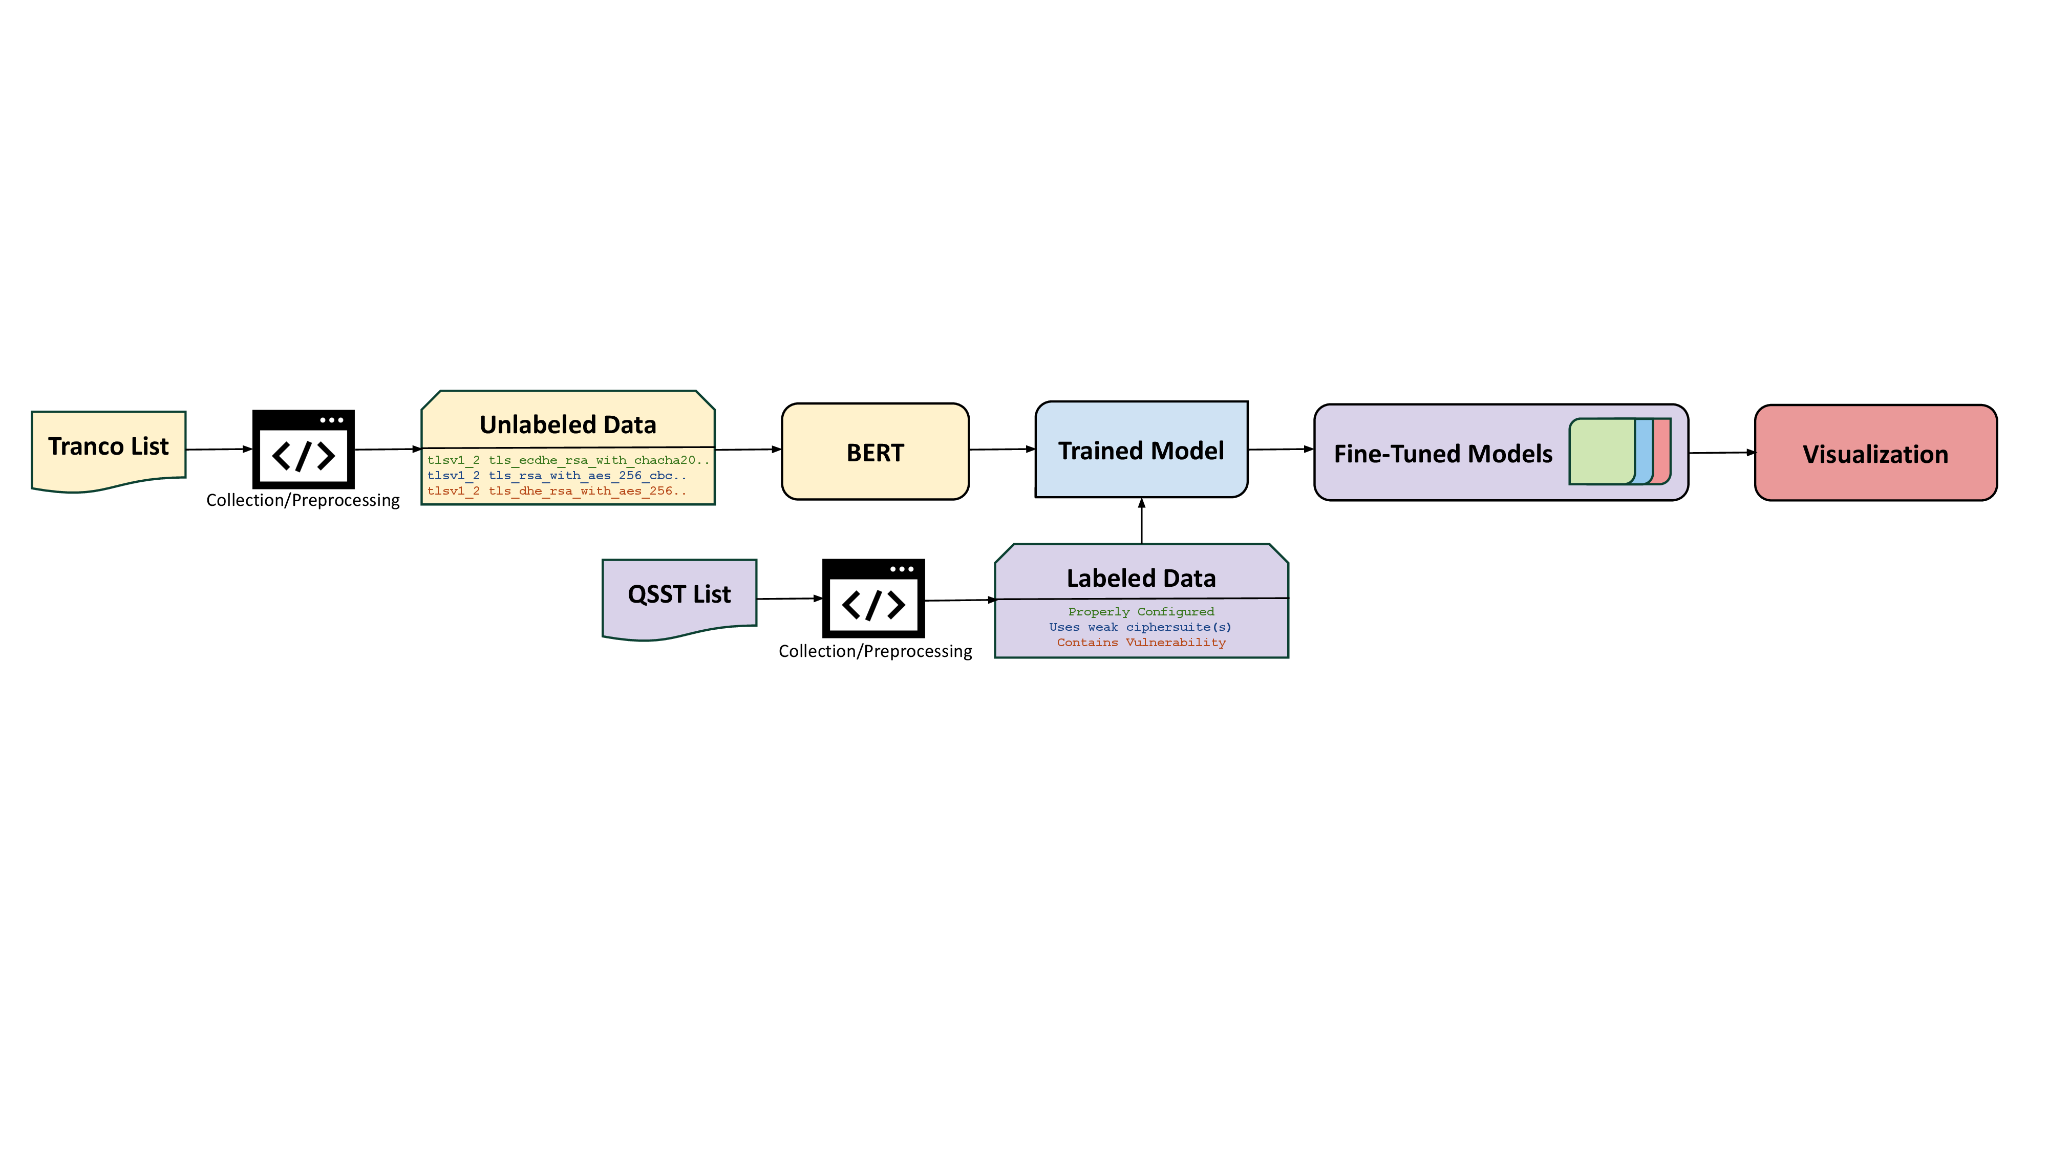 Tranco List
Collection/Preprocessing
Unlabeled Data
tlsv1_2 tls_ecdhe_rsa_with_chacha20..
tlsv1_2 tls_rsa_with_aes_256_cbc..
tlsv1_2 tls_dhe_rsa_with_aes_256..
BERT
Trained Model
Fine-Tuned Models
Visualization
QSST List
Collection/Preprocessing
Labeled Data
Properly Configured
Uses weak ciphersuite(s)
Contains Vulnerability